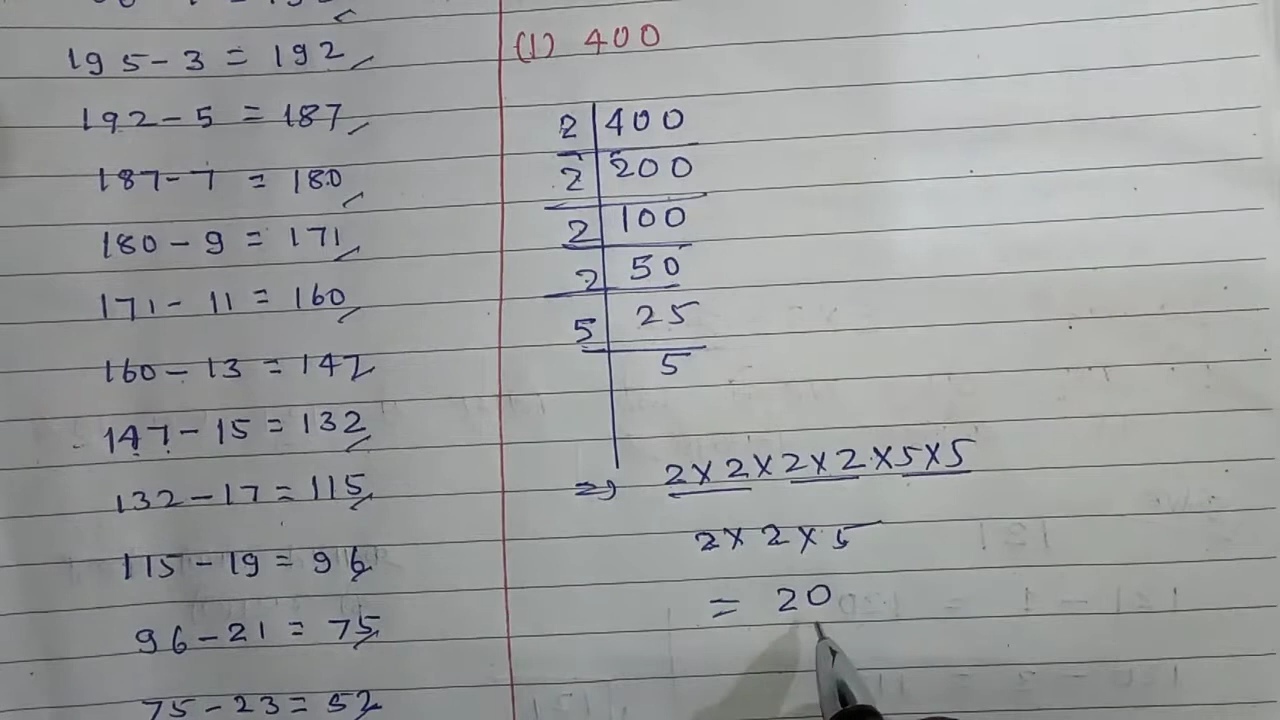 195 - 3 = 192
192 - 5 = 187
187 - 7 = 180
180 - 9 = 171
171 - 11 = 160
160 - 13 = 147
147 - 15 = 132
132 - 17 = 115
115 - 19 = 96
96 - 21 = 75
75 - 23 = 52
(1) 400
2 | 400
2 | 200
2 | 100
2 | 50
5 | 25
5
=> 2 × 2 × 2 × 2 × 5 × 5
2 × 2 × 5
= 20